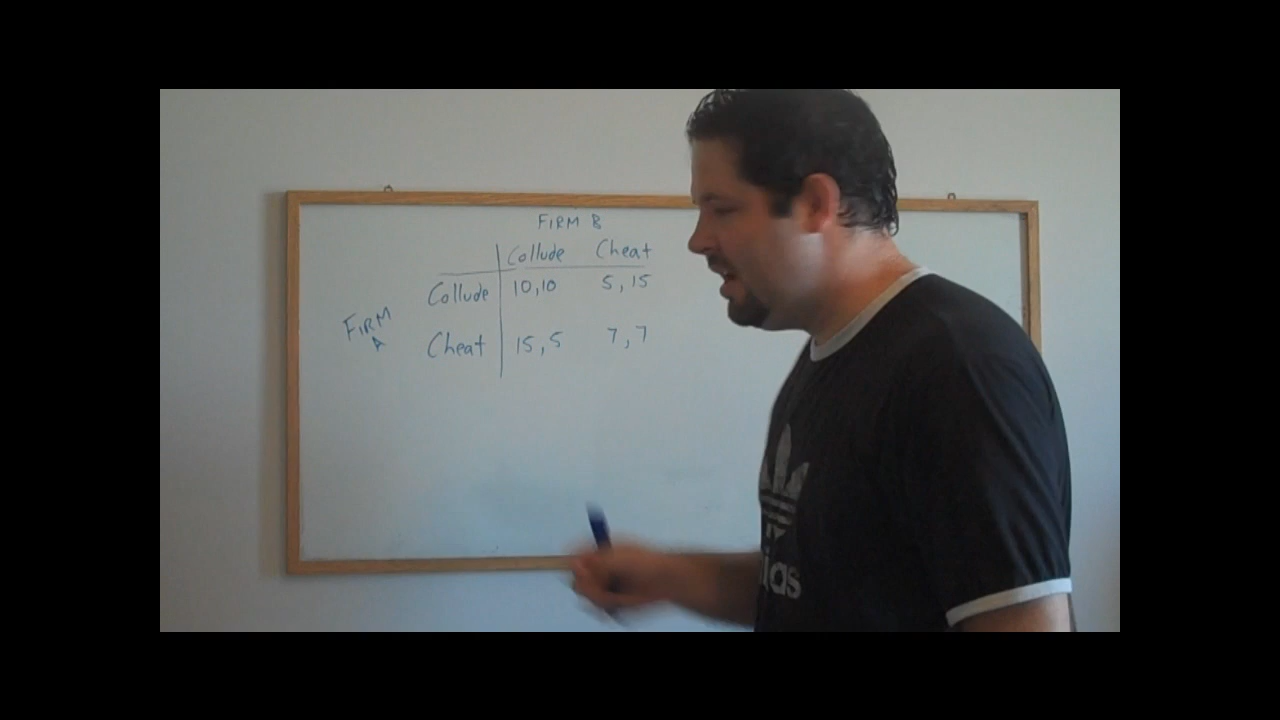 FIRM B
Collude Cheat
Collude 10,10 5,15
FIRM
A
Cheat 15,5 7,7